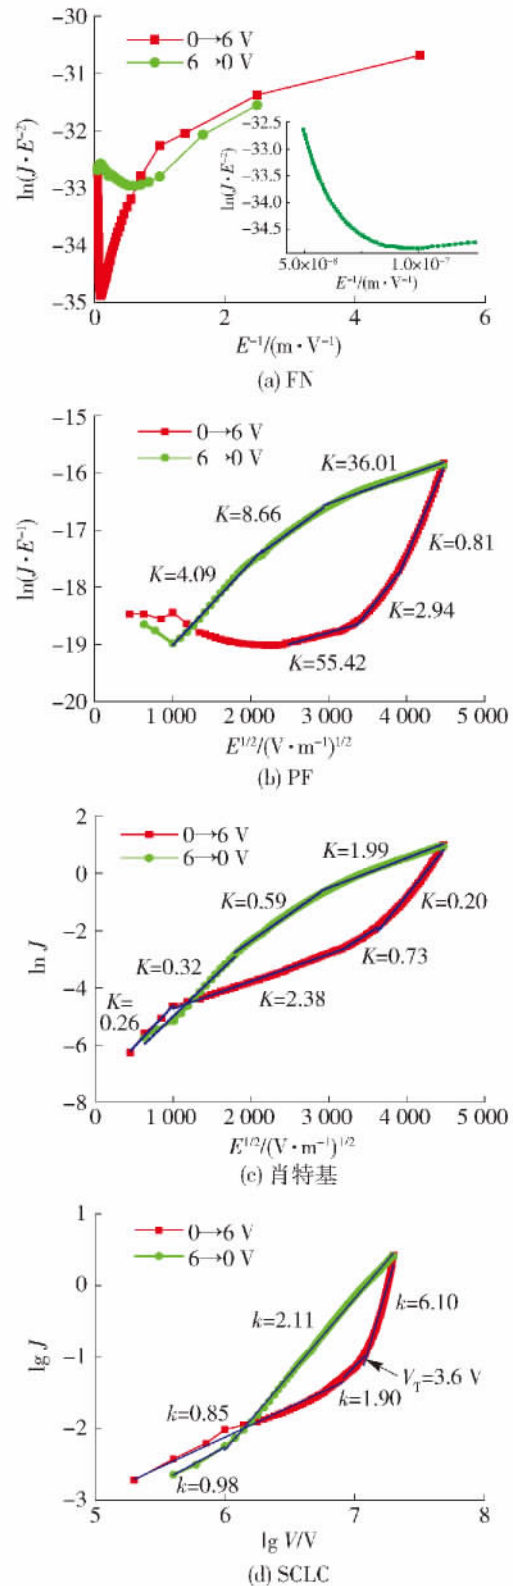 -30
0→6 V
6→0 V
-31
-32
-33
-34
-35
ln(J·E⁻²)
-32.5
-33.0
-33.5
-34.0
-34.5
ln(J·E⁻²)
5.0×10⁻⁸
1.0×10⁻⁷
E⁻¹/(m·V⁻¹)
0
2
4
6
E⁻¹/(m·V⁻¹)
(a) FN
-15
0→6 V
6→0 V
-16
-17
-18
-19
-20
ln(J·E⁻¹)
K=36.01
K=8.66
K=0.81
K=4.09
K=2.94
K=55.42
0
1 000
2 000
3 000
4 000
5 000
E¹/²/(V·m⁻¹)¹/²
(b) PF
2
0→6 V
6→0 V
0
-2
-4
-6
-8
ln J
K=1.99
K=0.59
K=0.20
K=0.32
K=0.73
K=
0.26
K=2.38
0
1 000
2 000
3 000
4 000
5 000
E¹/²/(V·m⁻¹)¹/²
(c) 肖特基
1
0→6 V
6→0 V
0
-1
-2
-3
lg J
k=2.11
k=6.10
V_T=3.6 V
k=1.90
k=0.85
k=0.98
5
6
7
8
lg V/V
(d) SCLC